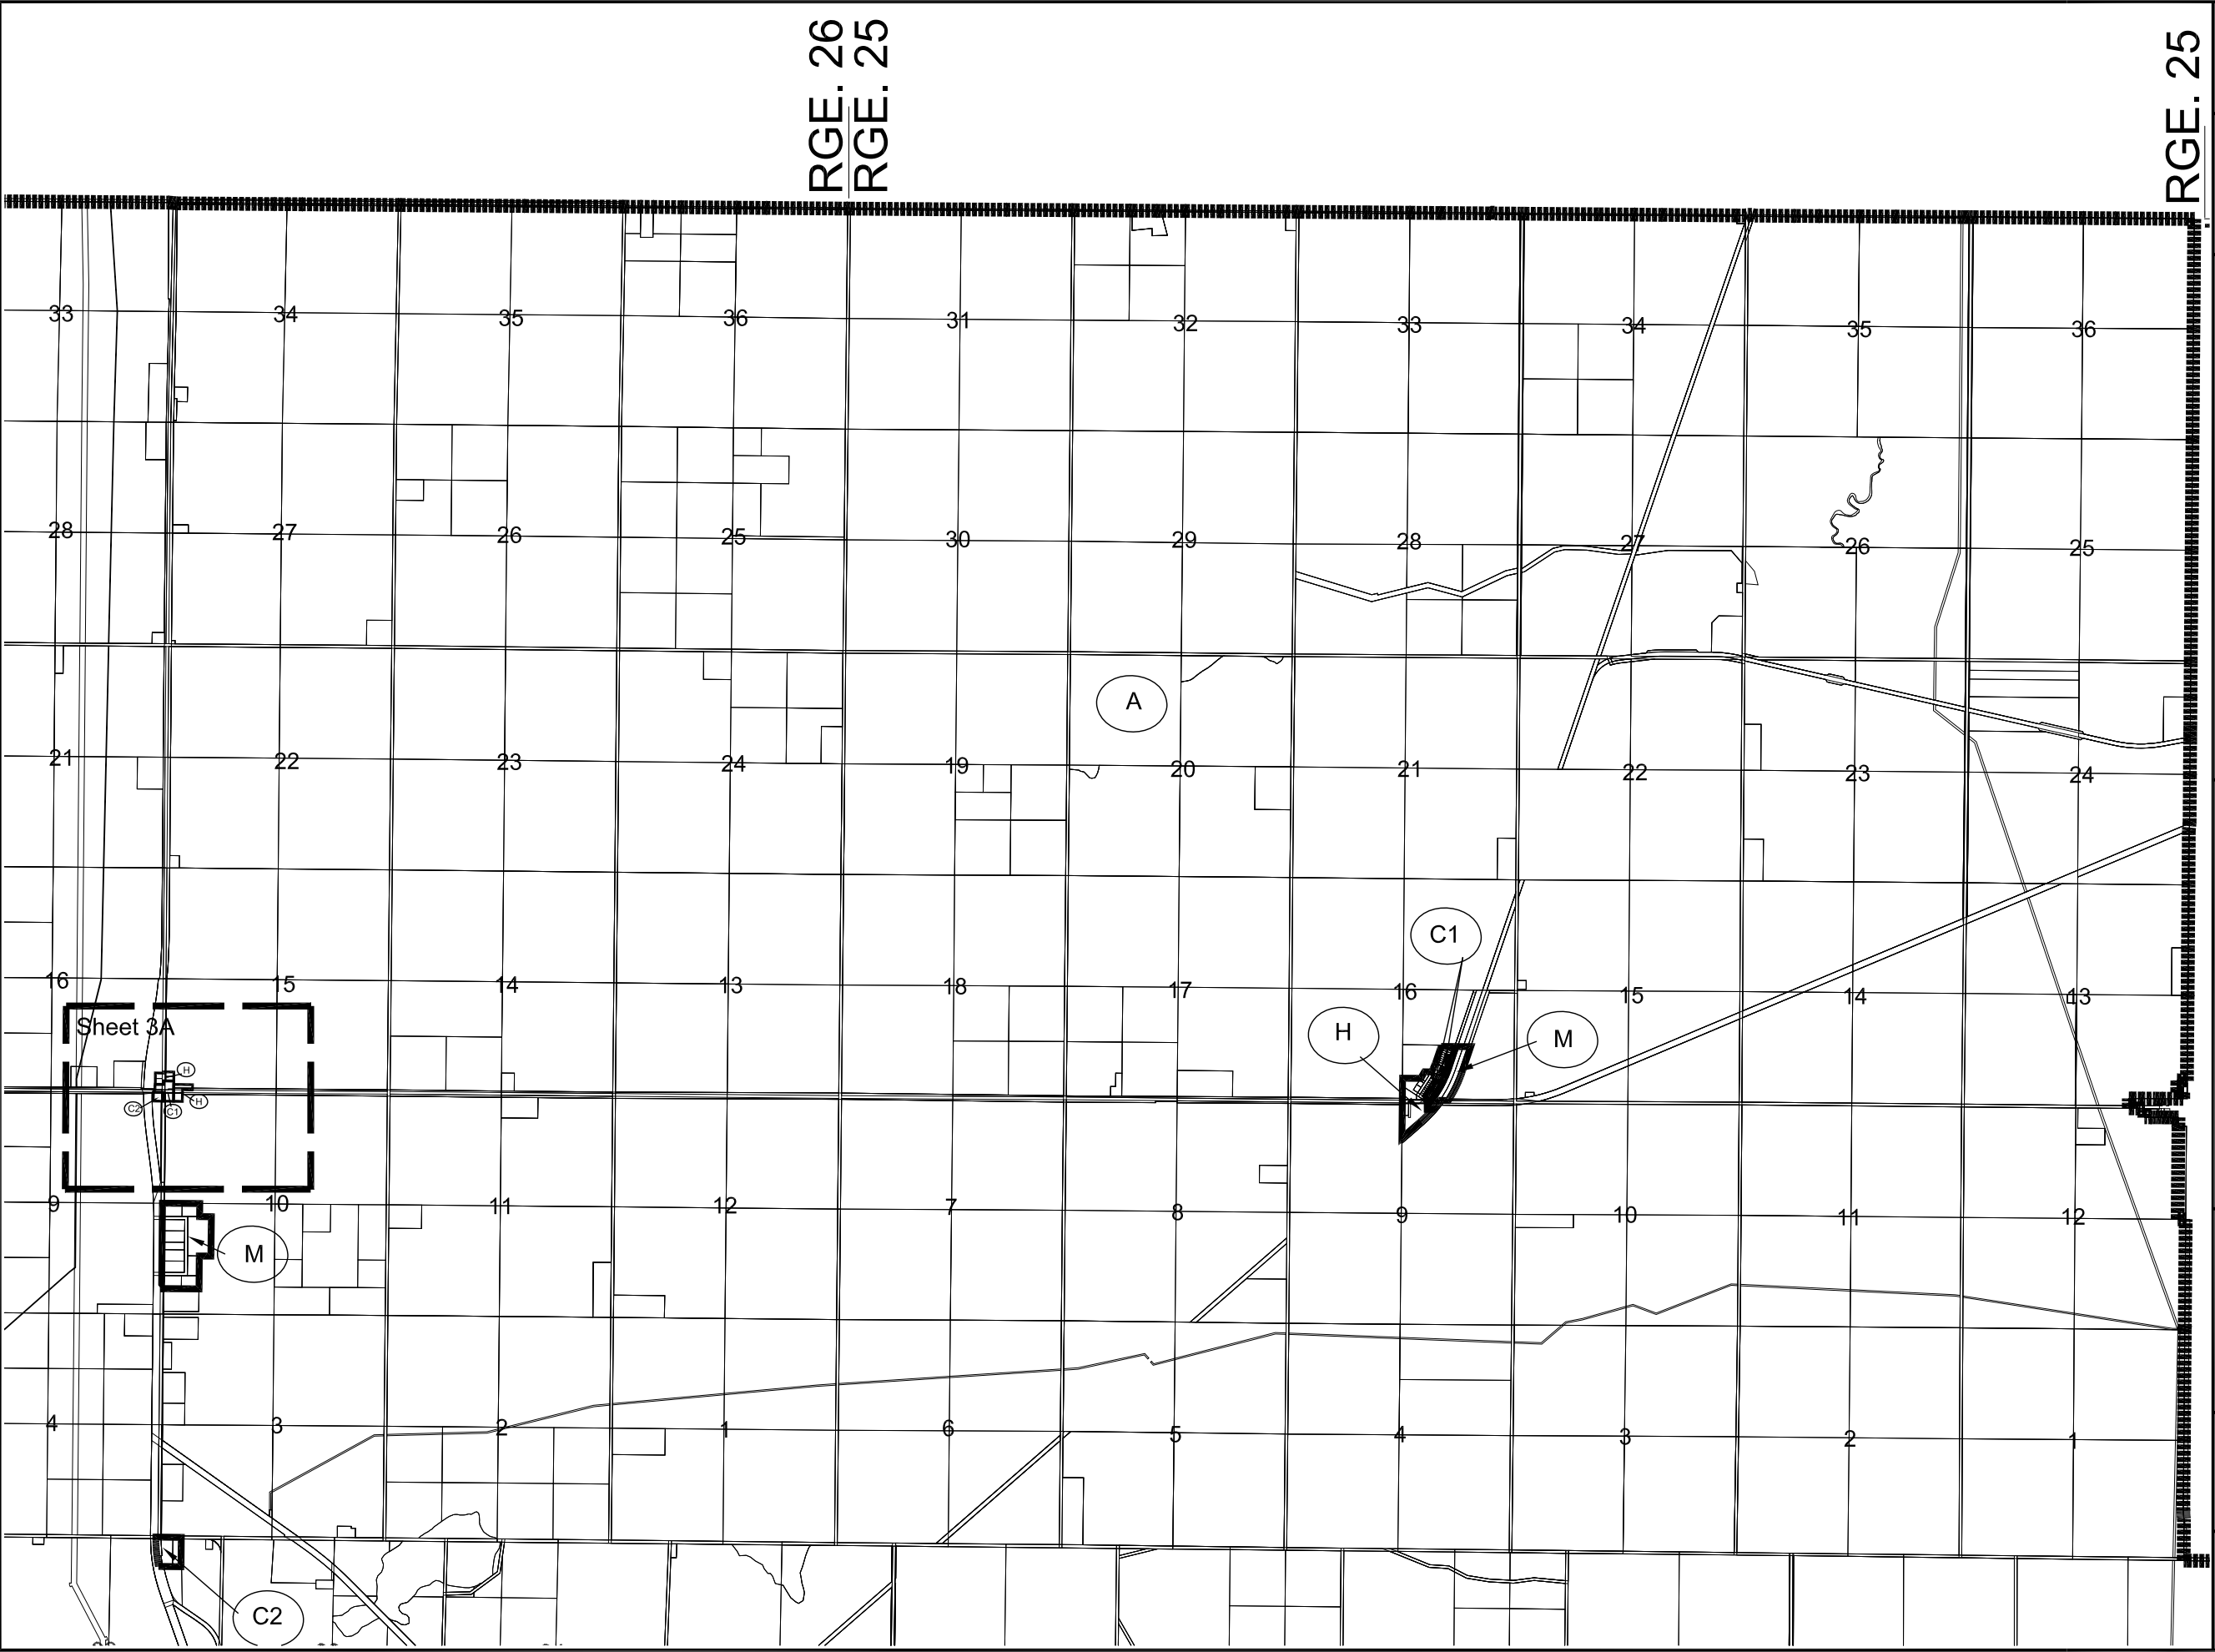 RGE. 26
RGE. 25
RGE. 25
33 34 35 36 31 32 33 34 35 36
28 27 26 25 30 29 28 27 26 25
A
21 22 23 24 19 20 21 22 23 24
C1
16 15 14 13 18 17 16 15 14 13
Sheet 3A
H
M
H
C2
C1
H
9 10 11 12 7 8 9 10 11 12
M
4 3 2 1 6 5 4 3 2 1
C2